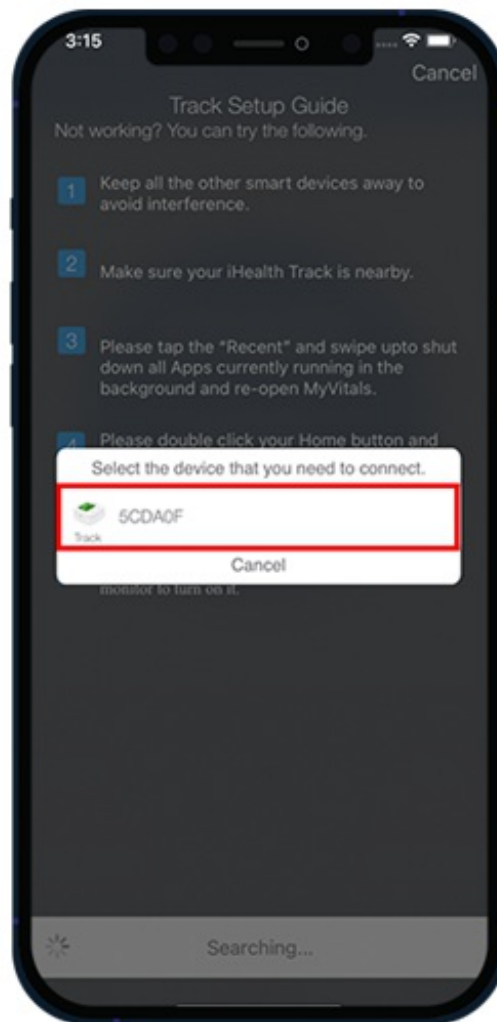 3:15
Cancel
Track Setup Guide
Not working? You can try the following.
1
Keep all the other smart devices away to
avoid interference.
2
Make sure your iHealth Track is nearby.
3
Please tap the "Recent" and swipe upto shut
down all Apps currently running in the
background and re-open MyVitals.
4
Please double click your Home button and
Select the device that you need to connect.
5CDA0F
Track
Cancel
monitor to turn on it.
Searching...